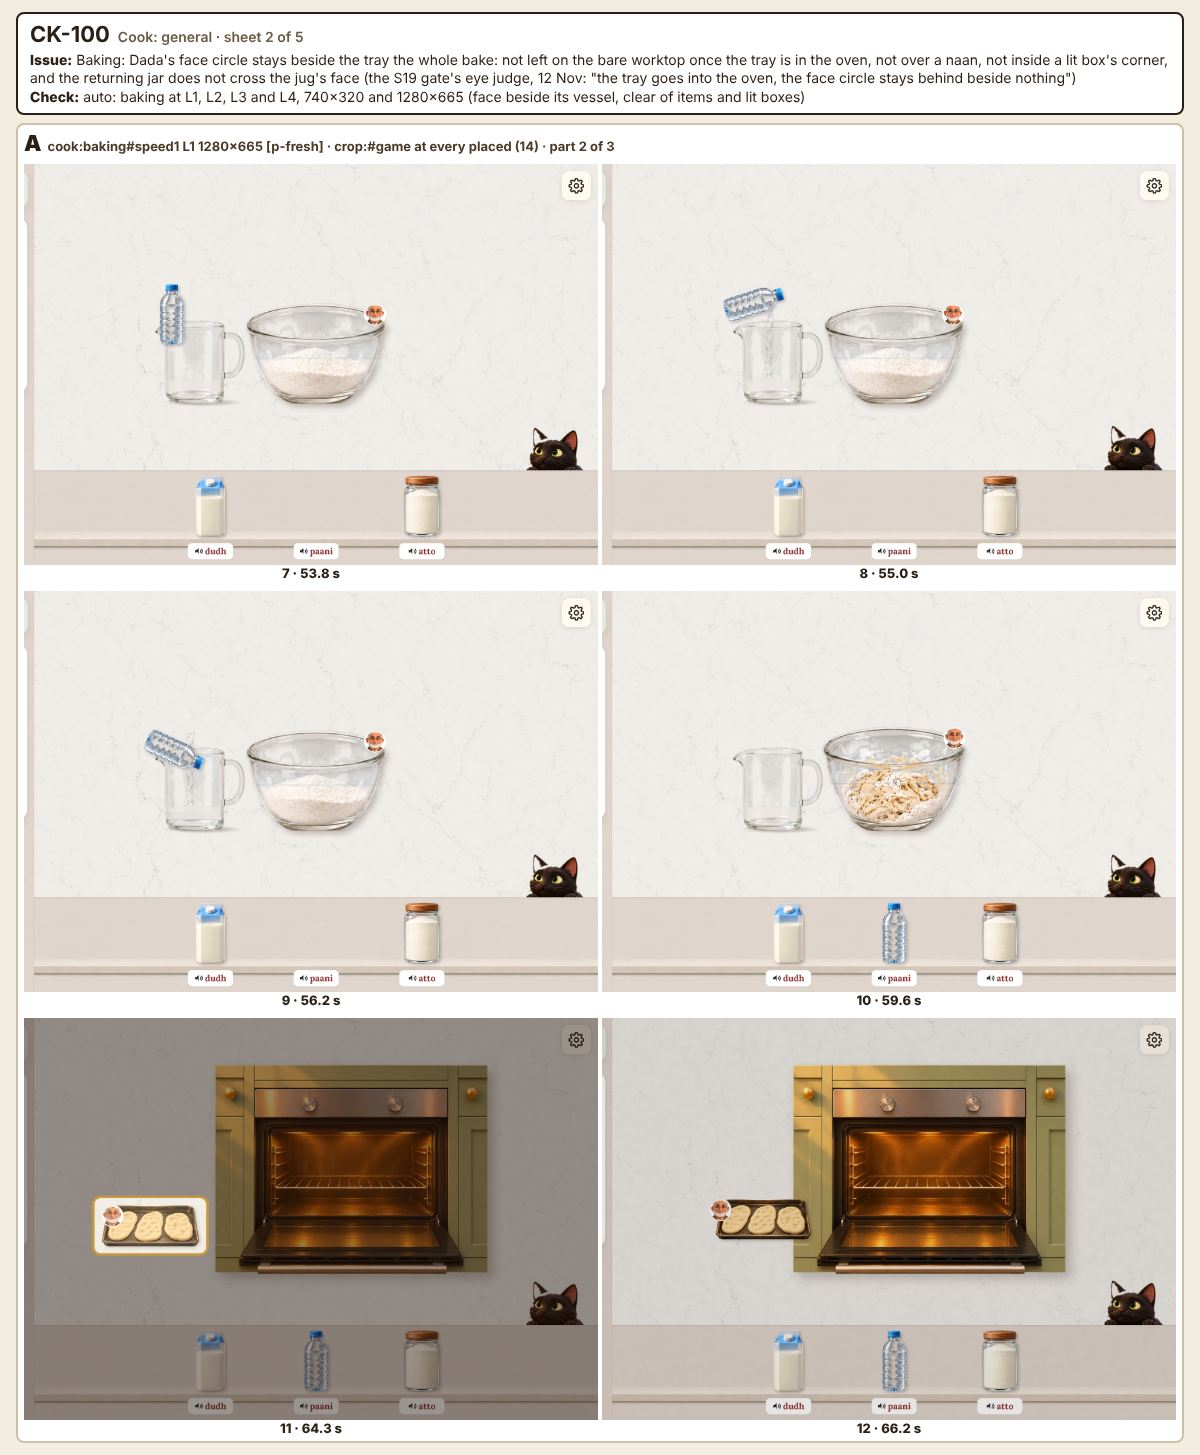 CK-100 Cook: general · sheet 2 of 5
Issue: Baking: Dada's face circle stays beside the tray the whole bake: not left on the bare worktop once the tray is in the oven, not over a naan, not inside a lit box's corner,
and the returning jar does not cross the jug's face (the S19 gate's eye judge, 12 Nov: "the tray goes into the oven, the face circle stays behind beside nothing")
Check: auto: baking at L1, L2, L3 and L4, 740×320 and 1280×665 (face beside its vessel, clear of items and lit boxes)
A cook:baking#speed1 L1 1280×665 [p-fresh] · crop:#game at every placed (14) · part 2 of 3
dudh paani atto
dudh paani atto
7 · 53.8 s
8 · 55.0 s
dudh paani atto
dudh paani atto
9 · 56.2 s
10 · 59.6 s
dudh paani atto
dudh paani atto
11 · 64.3 s
12 · 66.2 s